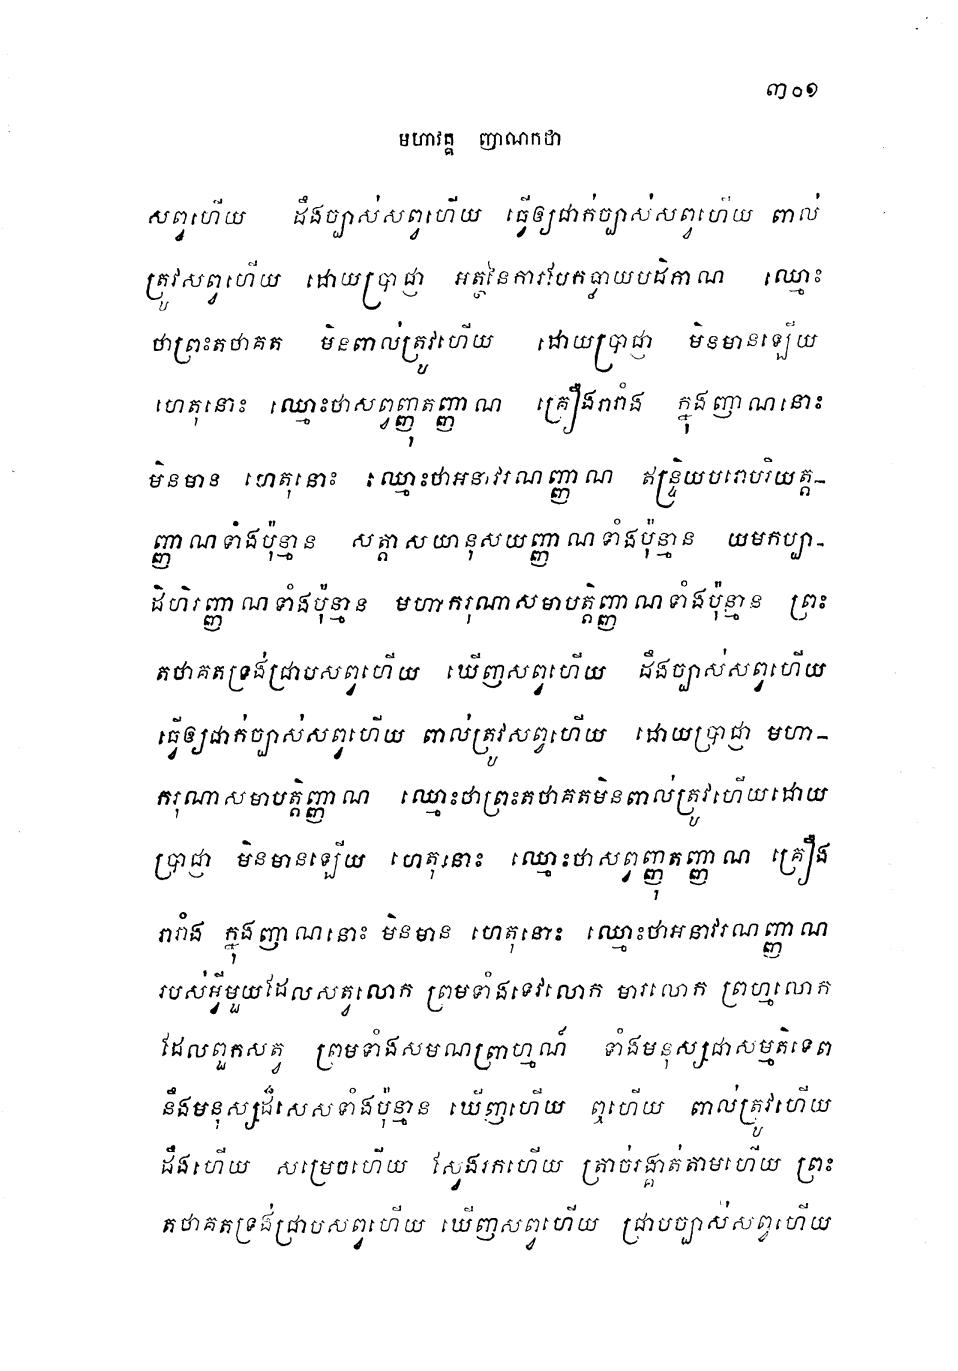 ៣០១
មហាវគ្គ ញាណកថា
សព្វហើយ ដឹងច្បាស់សព្វហើយ ធ្វើឲ្យជាក់ច្បាស់សព្វហើយ ពាល់
ត្រូវសព្វហើយ ដោយប្រាជ្ញា អត្ថនៃការបែកធ្លាយបដិភាណ ឈ្មោះ
ថាព្រះតថាគត មិនពាល់ត្រូវហើយ ដោយប្រាជ្ញា មិនមានឡើយ
ហេតុនោះ ឈ្មោះថាសព្វញ្ញុតញ្ញាណ គ្រឿងរារាំង ក្នុងញាណនោះ
មិនមាន ហេតុនោះ ឈ្មោះថាអនាវរណញ្ញាណ ឥន្ទ្រិយបរោបរិយត្ត-
ញ្ញាណទាំងប៉ុន្មាន សត្តាសយានុសយញ្ញាណទាំងប៉ុន្មាន យមកប្បា-
ដិហិរញ្ញាណទាំងប៉ុន្មាន មហាករុណាសមាបត្តិញ្ញាណទាំងប៉ុន្មាន ព្រះ
តថាគតទ្រង់ជ្រាបសព្វហើយ ឃើញសព្វហើយ ដឹងច្បាស់សព្វហើយ
ធ្វើឲ្យជាក់ច្បាស់សព្វហើយ ពាល់ត្រូវសព្វហើយ ដោយប្រាជ្ញា មហា-
ករុណាសមាបត្តិញ្ញាណ ឈ្មោះថាព្រះតថាគតមិនពាល់ត្រូវហើយដោយ
ប្រាជ្ញា មិនមានឡើយ ហេតុនោះ ឈ្មោះថាសព្វញ្ញុតញ្ញាណ គ្រឿង
រារាំង ក្នុងញាណនោះ មិនមាន ហេតុនោះ ឈ្មោះថាអនាវរណញ្ញាណ
របស់អ្វីមួយដែលសត្វលោក ព្រមទាំងទេវលោក មារលោក ព្រហ្មលោក
ដែលពួកសត្វ ព្រមទាំងសមណព្រាហ្មណ៍ ទាំងមនុស្សជាសម្មតិទេព
នឹងមនុស្សដ៏សេសទាំងប៉ុន្មាន ឃើញហើយ ឮហើយ ពាល់ត្រូវហើយ
ដឹងហើយ សម្រេចហើយ ស្វែងរកហើយ ត្រាច់រង្គាត់តាមហើយ ព្រះ
តថាគតទ្រង់ជ្រាបសព្វហើយ ឃើញសព្វហើយ ជ្រាបច្បាស់សព្វហើយ